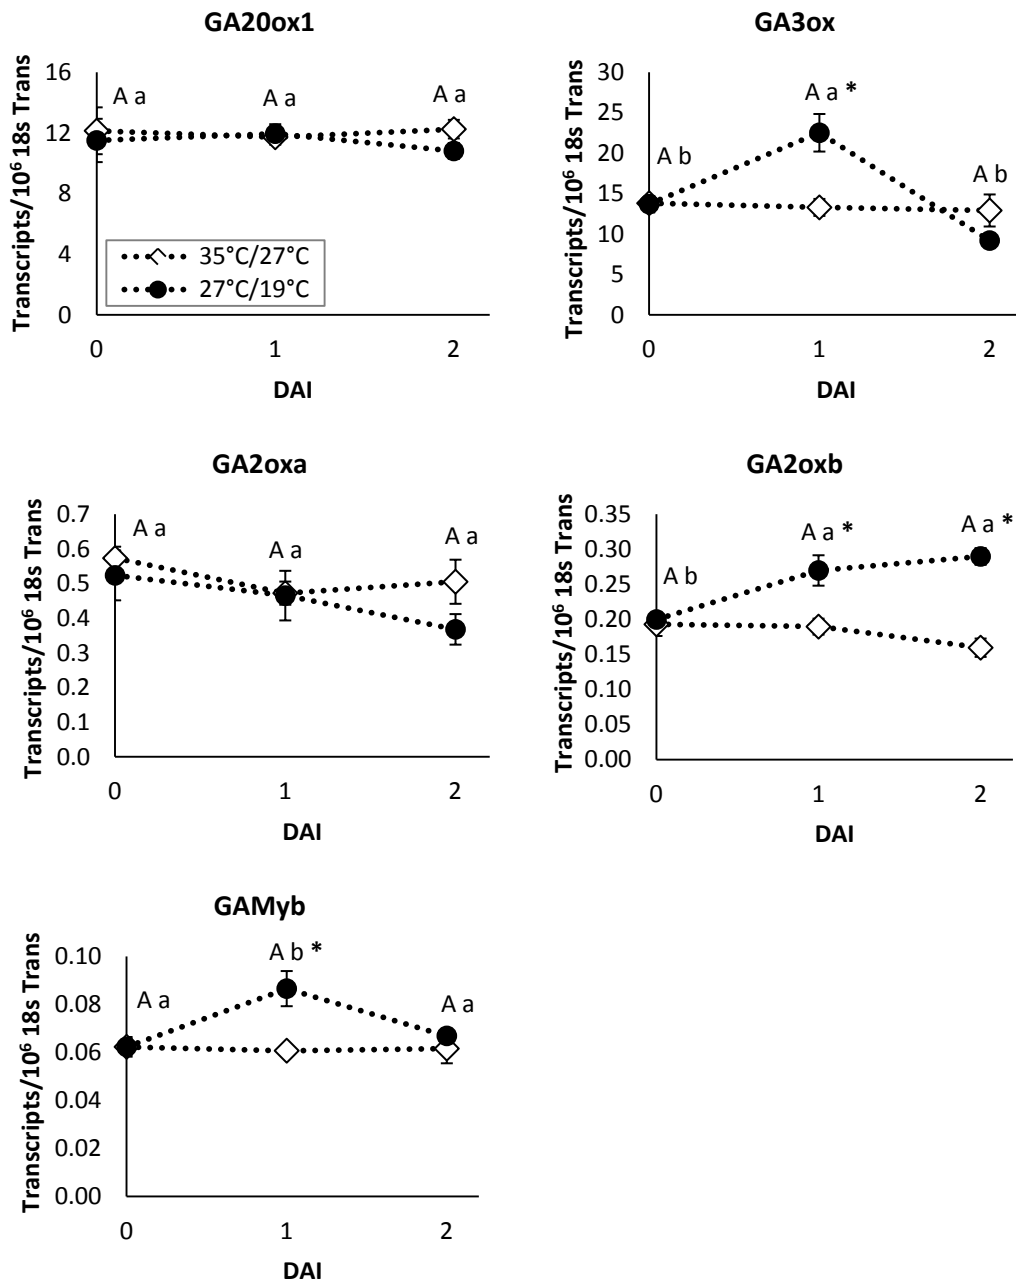 GA20ox1
Transcripts/10⁶ 18s Trans
16
12
8
4
0
A a
A a
A a
35°C/27°C
27°C/19°C
0
1
2
DAI
GA3ox
Transcripts/10⁶ 18s Trans
30
25
20
15
10
5
0
A b
A a *
A b
0
1
2
DAI
GA2oxa
Transcripts/10⁶ 18s Trans
0.7
0.6
0.5
0.4
0.3
0.2
0.1
0.0
A a
A a
A a
0
1
2
DAI
GA2oxb
Transcripts/10⁶ 18s Trans
0.35
0.30
0.25
0.20
0.15
0.10
0.05
0.00
A b
A a *
A a *
0
1
2
DAI
GAMyb
Transcripts/10⁶ 18s Trans
0.10
0.08
0.06
0.04
0.02
0.00
A a
A b *
A a
0
1
2
DAI